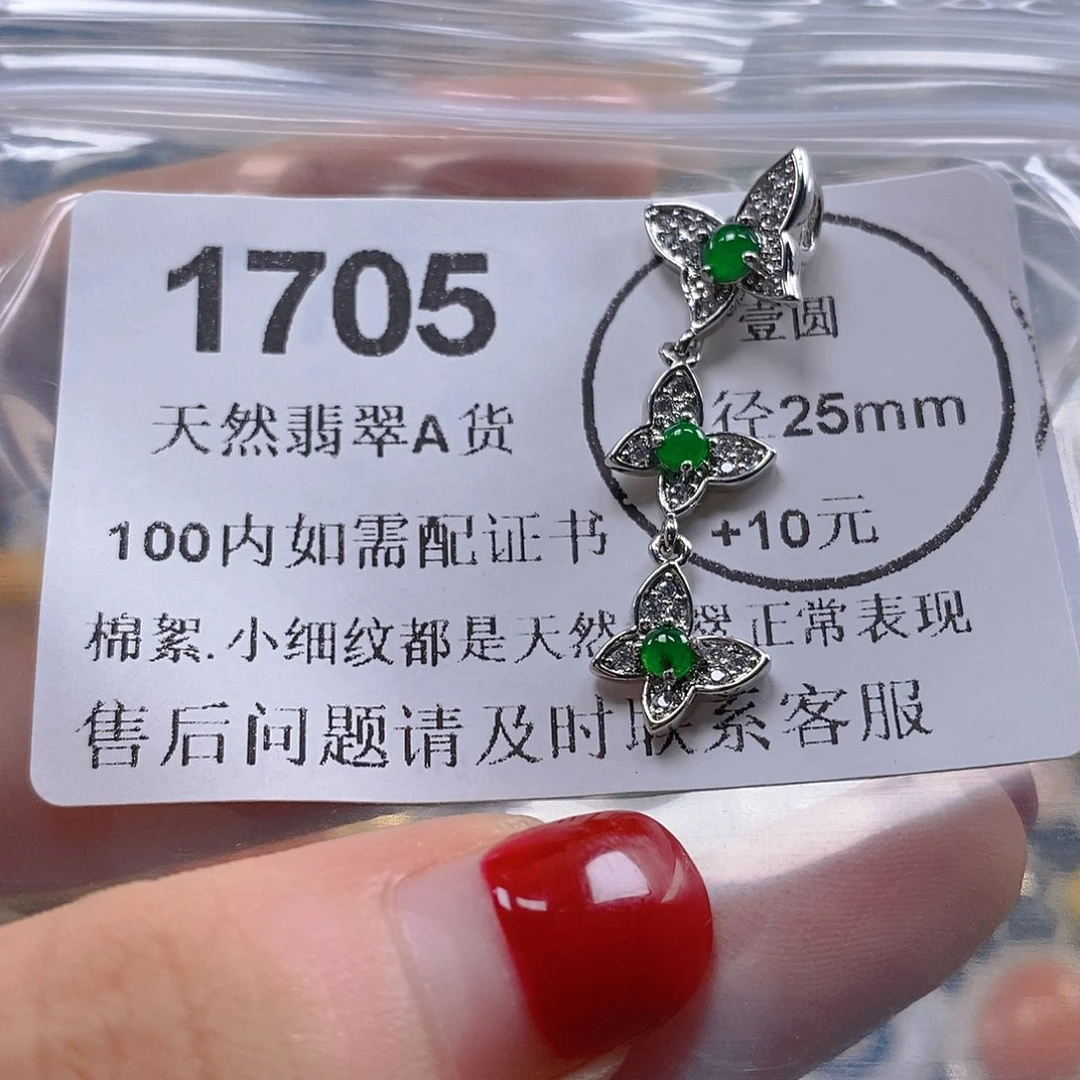 1705
壹圆
天然翡翠A货
径25mm
100内如需配证书
+10元
棉絮.小细纹都是天然翠正常表现
售后问题请及时联系客服